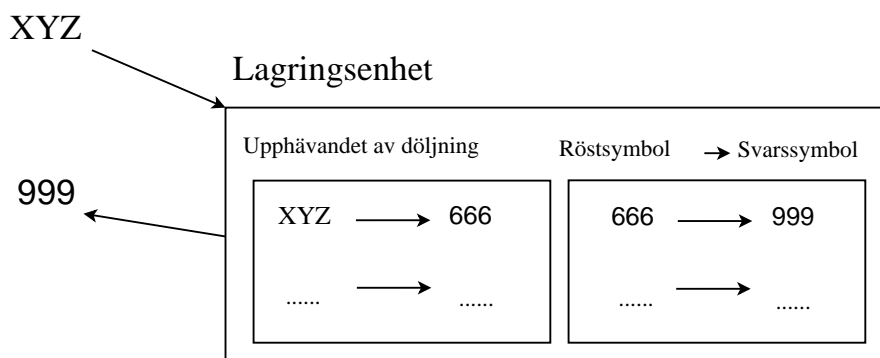 XYZ
Lagringsenhet
Upphävandet av döljning
Röstsymbol → Svarssymbol
999
XYZ → 666
666 → 999
...... → ......
...... → ......